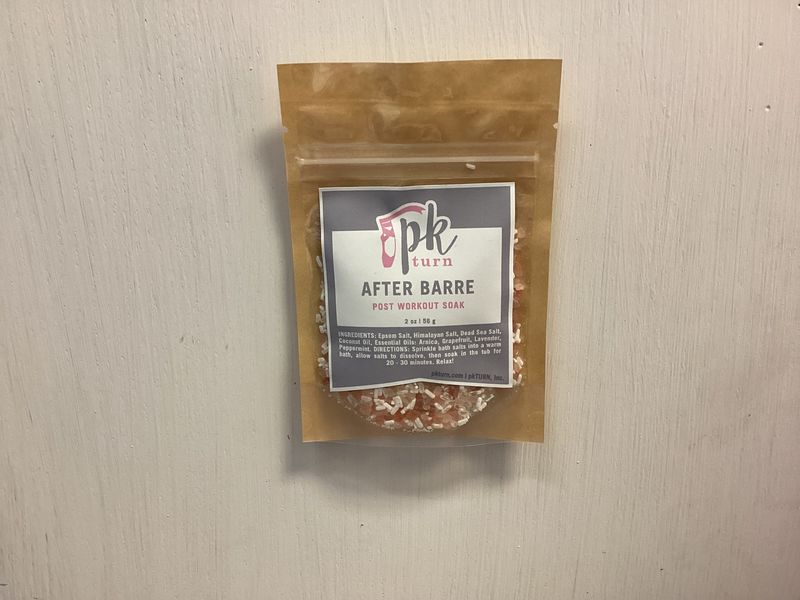 pk
turn
AFTER BARRE
POST WORKOUT SOAK
2 oz | 56 g
INGREDIENTS: Epsom Salt, Himalayan Salt, Dead Sea Salt,
Coconut Oil, Essential Oils: Arnica, Grapefruit, Lavender,
Peppermint. DIRECTIONS: Sprinkle bath salts into a warm
bath, allow salts to dissolve, then soak in the tub for
20 - 30 minutes. Relax!
pkturn.com | pkTURN, Inc.